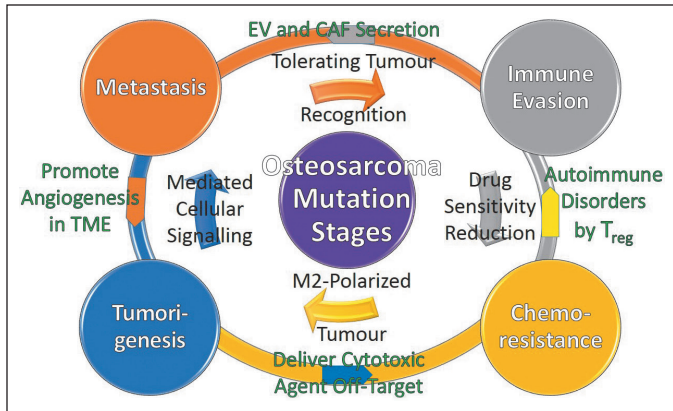 EV and CAF Secretion
Tolerating Tumour
Recognition
Metastasis
Immune
Evasion
Promote
Angiogenesis
in TME
Mediated
Cellular
Signalling
Osteosarcoma
Mutation
Stages
Drug
Sensitivity
Reduction
Autoimmune
Disorders
by Treg
M2-Polarized
Tumour
Tumori-
genesis
Chemo-
resistance
Deliver Cytotoxic
Agent Off-Target